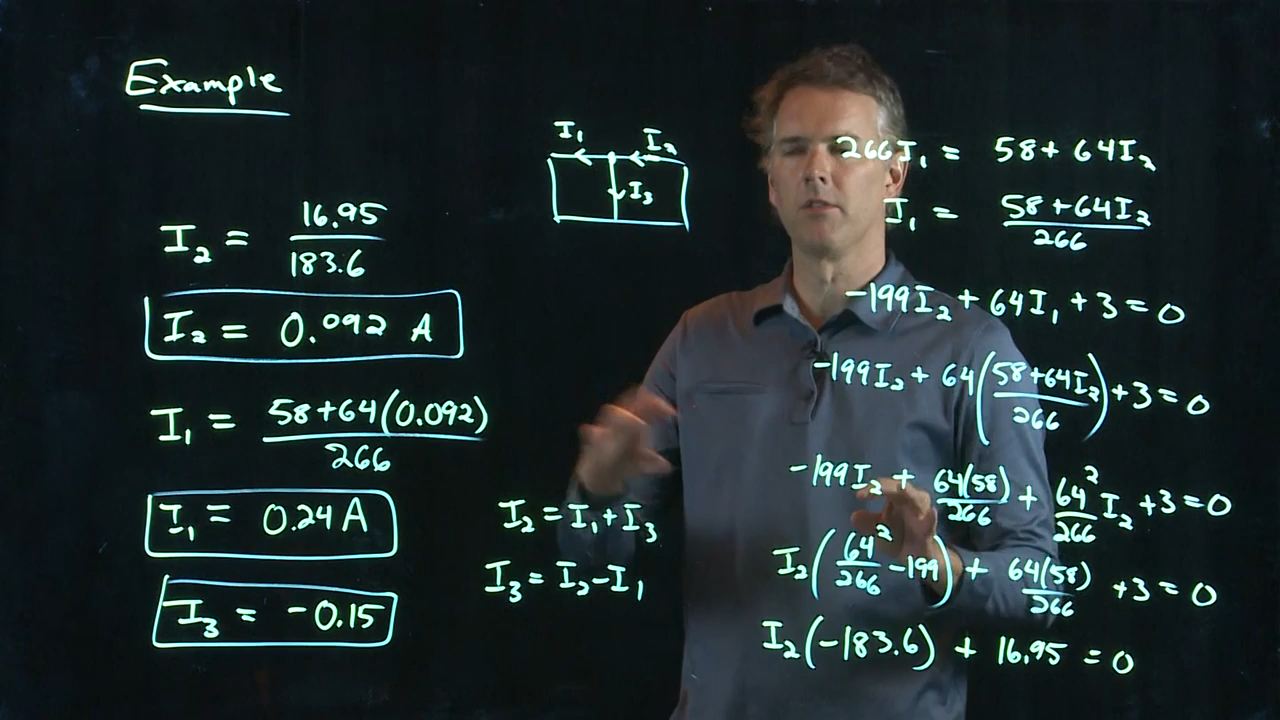 Example
I₂ = 16.95/183.6
I₂ = 0.092 A
I₁ = (58+64(0.092))/266
I₁ = 0.24 A
I₃ = -0.15
I₁ I₂
I₃
I₂ = I₁ + I₃
I₃ = I₂ - I₁
266I₁ = 58 + 64I₂
I₁ = (58 + 64I₂)/266
-199I₂ + 64I₁ + 3 = 0
-199I₂ + 64((58+64I₂)/266) + 3 = 0
-199I₂ + 64(58)/266 + 64²/266 I₂ + 3 = 0
I₂(64²/266 - 199) + 64(58)/266 + 3 = 0
I₂(-183.6) + 16.95 = 0